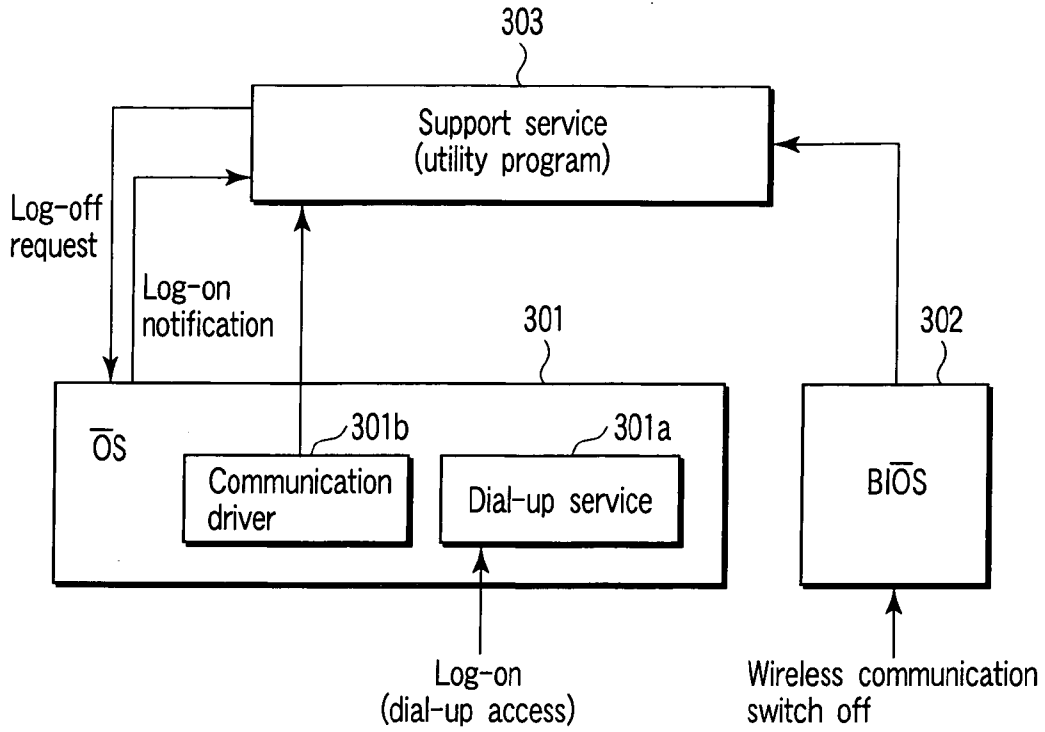 303
Support service
(utility program)
Log-off
request
Log-on
notification
301
302
OS
301b
301a
Communication
driver
Dial-up service
BIOS
Log-on
(dial-up access)
Wireless communication
switch off